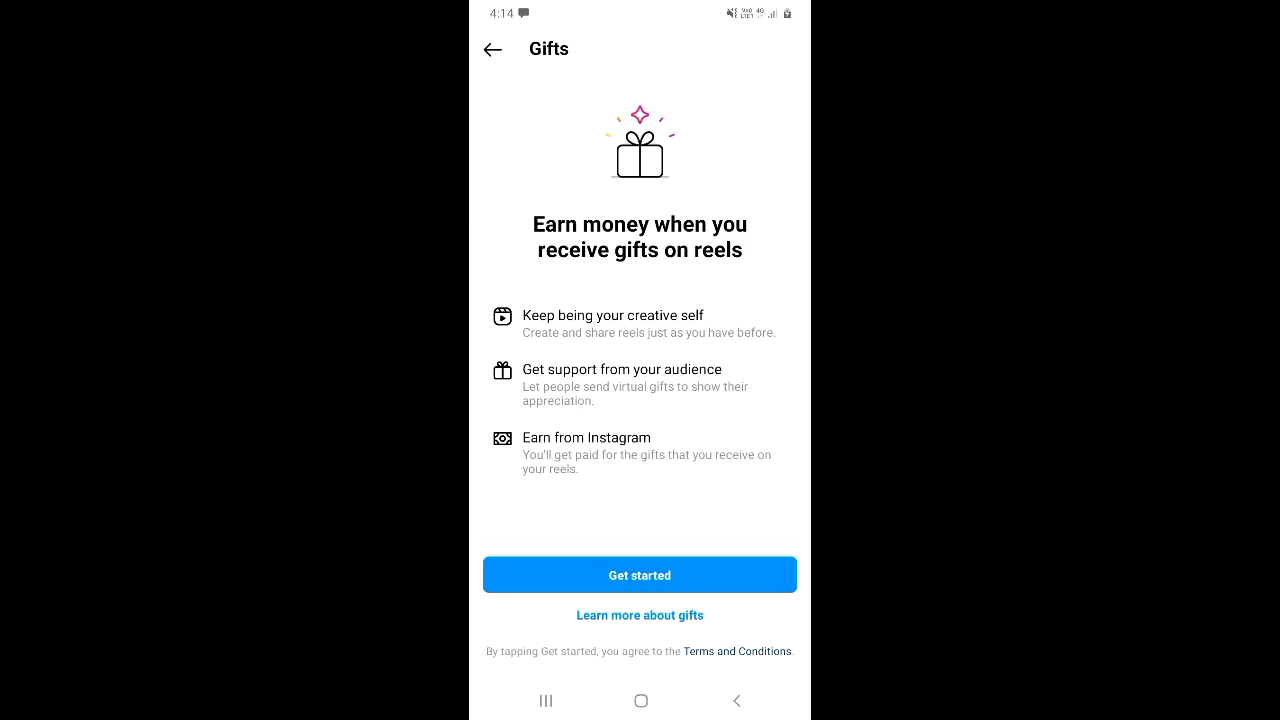 4:14
Gifts
Earn money when you
receive gifts on reels
Keep being your creative self
Create and share reels just as you have before.
Get support from your audience
Let people send virtual gifts to show their
appreciation.
Earn from Instagram
You'll get paid for the gifts that you receive on
your reels.
Get started
Learn more about gifts
By tapping Get started, you agree to the Terms and Conditions.